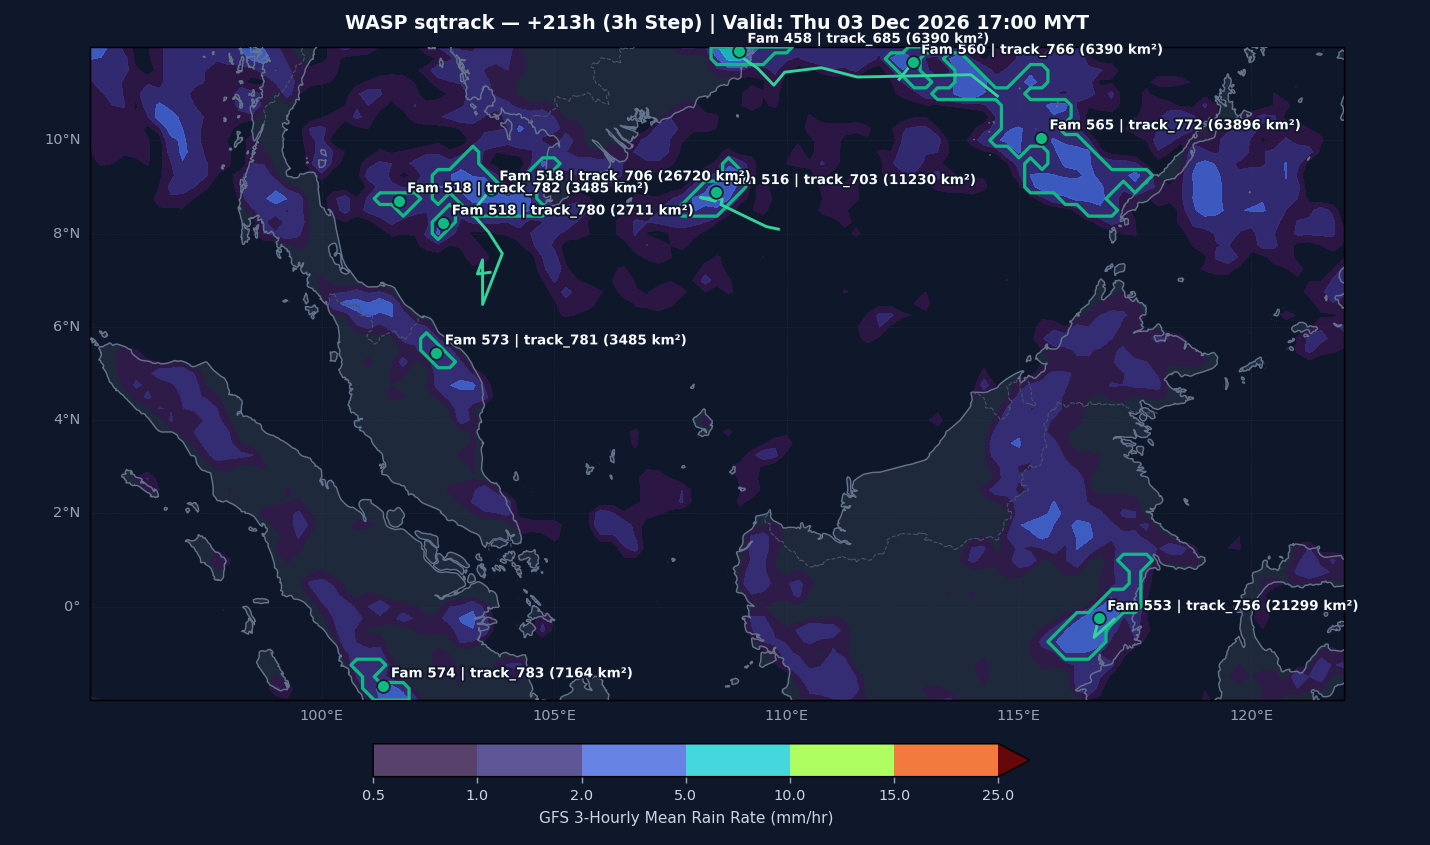 WASP sqtrack — +213h (3h Step) | Valid: Thu 03 Dec 2026 17:00 MYT
Fam 458 | track_685 (6390 km²)
Fam 560 | track_766 (6390 km²)
Fam 565 | track_772 (63896 km²)
10°N
Fam 518 | track_706 (26720 km²)
516 | track_703 (11230 km²)
Fam 518 | track_782 (3485 km²)
Fam 518 | track_780 (2711 km²)
8°N
6°N
Fam 573 | track_781 (3485 km²)
4°N
2°N
0°
Fam 553 | track_756 (21299 km²)
Fam 574 | track_783 (7164 km²)
100°E 105°E 110°E 115°E 120°E
0.5 1.0 2.0 5.0 10.0 15.0 25.0
GFS 3-Hourly Mean Rain Rate (mm/hr)